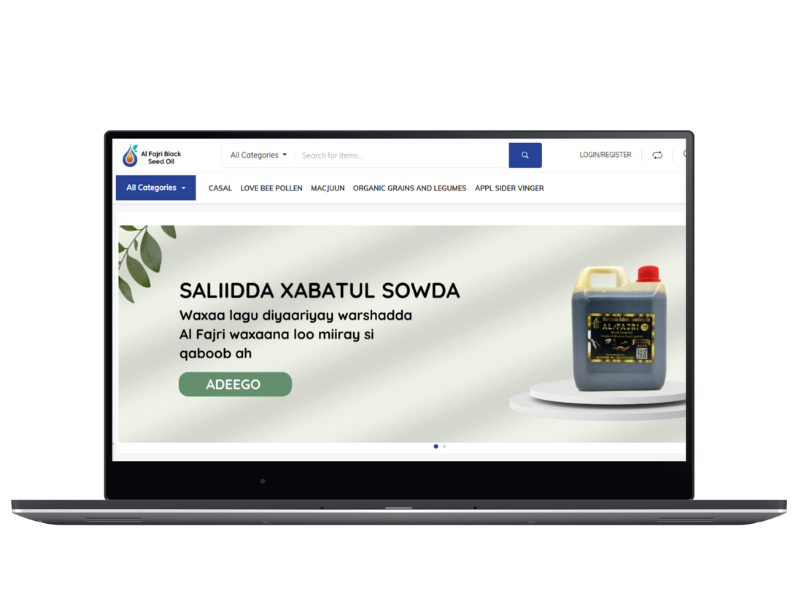 Al Fajri Black
Seed Oil
All Categories
Search for items...
LOGIN/REGISTER
All Categories
CASAL LOVE BEE POLLEN MACJUUN ORGANIC GRAINS AND LEGUMES APPL SIDER VINGER
SALIIDDA XABATUL SOWDA
Waxaa lagu diyaariyay warshadda
Al Fajri waxaana loo miiray si
qaboob ah
ADEEGO
AL-FAJRI